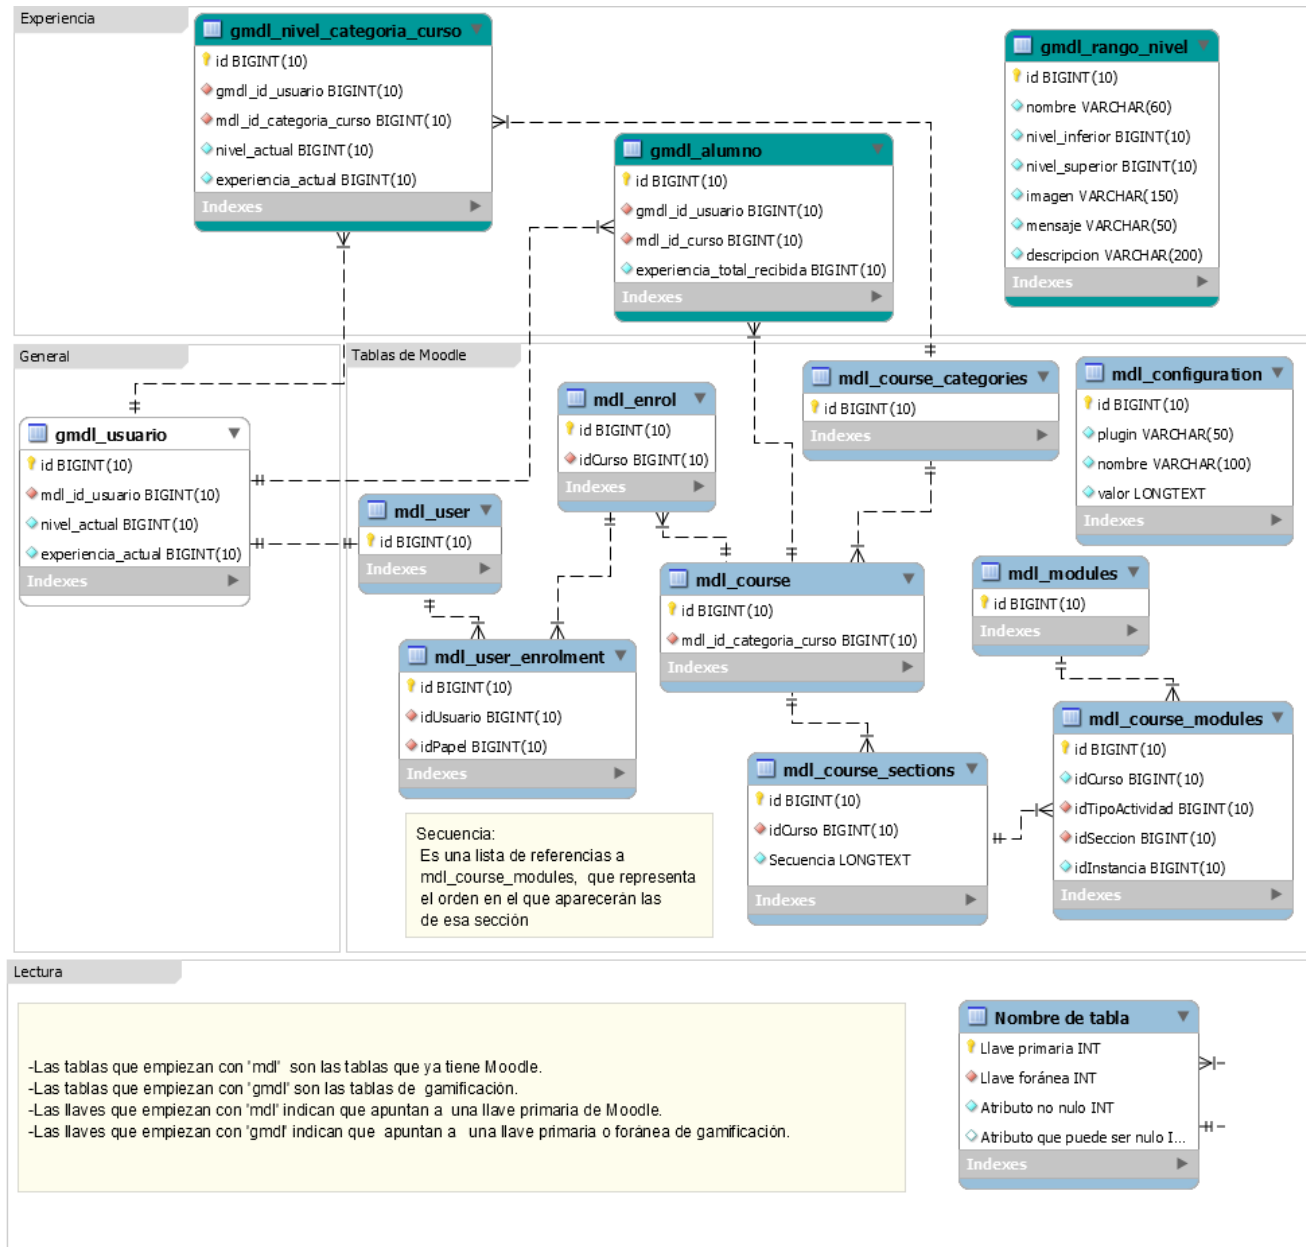 Experiencia
gmdl_nivel_categoria_curso
id BIGINT(10)
gmdl_id_usuario BIGINT(10)
mdl_id_categoria_curso BIGINT(10)
nivel_actual BIGINT(10)
experiencia_actual BIGINT(10)
Indexes
gmdl_alumno
id BIGINT(10)
gmdl_id_usuario BIGINT(10)
mdl_id_curso BIGINT(10)
experiencia_total_recibida BIGINT(10)
Indexes
gmdl_rango_nivel
id BIGINT(10)
nombre VARCHAR(60)
nivel_inferior BIGINT(10)
nivel_superior BIGINT(10)
imagen VARCHAR(150)
mensaje VARCHAR(50)
descripcion VARCHAR(200)
Indexes
General
gmdl_usuario
id BIGINT(10)
mdl_id_usuario BIGINT(10)
nivel_actual BIGINT(10)
experiencia_actual BIGINT(10)
Indexes
Tablas de Moodle
mdl_enrol
id BIGINT(10)
idCurso BIGINT(10)
Indexes
mdl_course_categories
id BIGINT(10)
Indexes
mdl_configuration
id BIGINT(10)
plugin VARCHAR(50)
nombre VARCHAR(100)
valor LONGTEXT
Indexes
mdl_user
id BIGINT(10)
Indexes
mdl_course
id BIGINT(10)
mdl_id_categoria_curso BIGINT(10)
Indexes
mdl_modules
id BIGINT(10)
Indexes
mdl_user_enrolment
id BIGINT(10)
idUsuario BIGINT(10)
idPapel BIGINT(10)
Indexes
mdl_course_sections
id BIGINT(10)
idCurso BIGINT(10)
Secuencia LONGTEXT
Indexes
mdl_course_modules
id BIGINT(10)
idCurso BIGINT(10)
idTipoActividad BIGINT(10)
idSeccion BIGINT(10)
idInstancia BIGINT(10)
Indexes
Secuencia:
Es una lista de referencias a
mdl_course_modules, que representa
el orden en el que aparecerán las
de esa sección
Lectura
-Las tablas que empiezan con 'mdl' son las tablas que ya tiene Moodle.
-Las tablas que empiezan con 'gmdl' son las tablas de gamificación.
-Las llaves que empiezan con 'mdl' indican que apuntan a una llave primaria de Moodle.
-Las llaves que empiezan con 'gmdl' indican que apuntan a una llave primaria o foránea de gamificación.
Nombre de tabla
Llave primaria INT
Llave foránea INT
Atributo no nulo INT
Atributo que puede ser nulo I...
Indexes